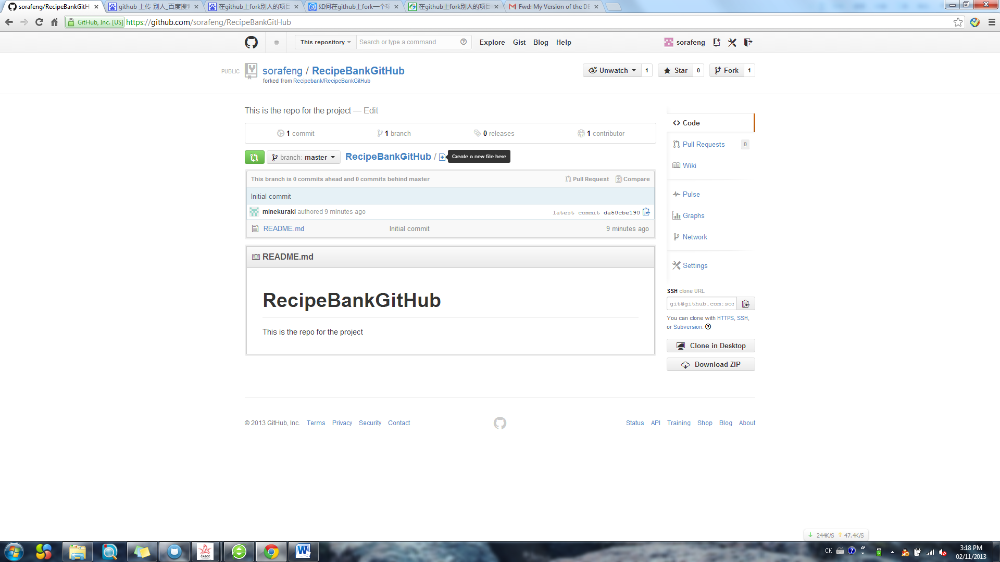 sorafeng/RecipeBankGitH
github 上传 别人_百度搜
在github上fork别人的项目
如何在github上fork一个项
在github上fork别人的项目
Fwd: My Version of the DE
GitHub, Inc. [US] https://github.com/sorafeng/RecipeBankGitHub
This repository
Search or type a command
Explore Gist Blog Help
sorafeng
PUBLIC
sorafeng / RecipeBankGitHub
forked from Recipebank/RecipeBankGitHub
Unwatch 1
Star 0
Fork 1
This is the repo for the project — Edit
1 commit
1 branch
0 releases
1 contributor
branch: master
RecipeBankGitHub /
Create a new file here
This branch is 0 commits ahead and 0 commits behind master
Pull Request
Compare
Initial commit
minekuraki authored 9 minutes ago
latest commit da50cbe190
README.md
Initial commit
9 minutes ago
README.md
RecipeBankGitHub
This is the repo for the project
Code
Pull Requests 0
Wiki
Pulse
Graphs
Network
Settings
SSH clone URL
git@github.com:sor
You can clone with HTTPS, SSH,
or Subversion.
Clone in Desktop
Download ZIP
© 2013 GitHub, Inc. Terms Privacy Security Contact
Status API Training Shop Blog About
244K/S 47.4K/S
CASCC
CH
3:18 PM
02/11/2013